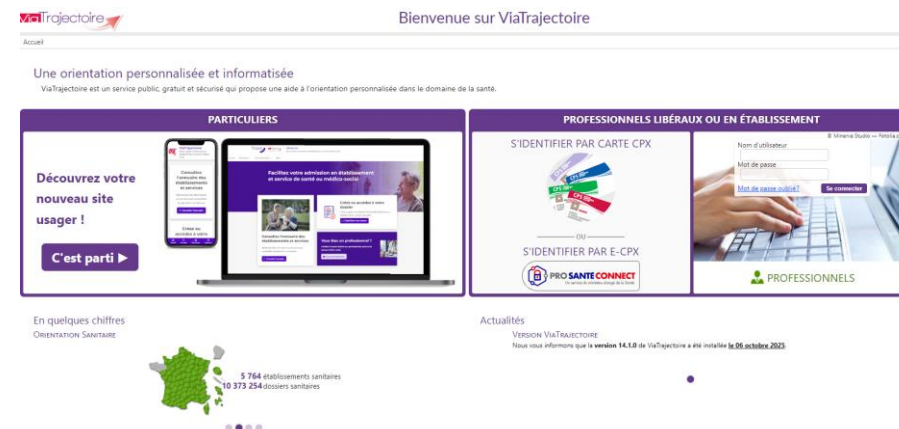 ViaTrajectoire
Bienvenue sur ViaTrajectoire
Accueil
Une orientation personnalisée et informatisée
ViaTrajectoire est un service public, gratuit et sécurisé qui propose une aide à l'orientation personnalisée dans le domaine de la santé.
PARTICULIERS
Découvrez votre
nouveau site
usager !
C'est parti ▶
Facilitez votre admission en établissement
et service de santé ou médico-social
PROFESSIONNELS LIBÉRAUX OU EN ÉTABLISSEMENT
S'IDENTIFIER PAR CARTE CPX
OU
S'IDENTIFIER PAR E-CPX
PRO SANTE CONNECT
© Minerva Studio — Fotolia.c
Nom d'utilisateur
Mot de passe
Mot de passe oublié ?
Se connecter
PROFESSIONNELS
En quelques chiffres
ORIENTATION SANITAIRE
5 764 établissements sanitaires
10 373 254 dossiers sanitaires
Actualités
VERSION VIATRAJECTOIRE
Nous vous informons que la version 14.1.0 de ViaTrajectoire a été installée le 06 octobre 2025.